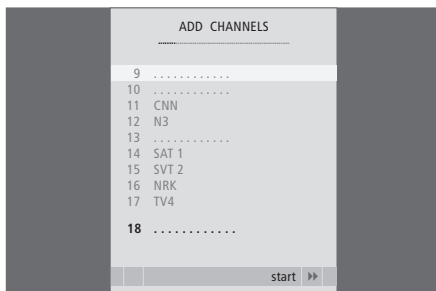 ADD CHANNELS
9 . . . . . . . . . . . .
10 . . . . . . . . . . . .
11 CNN
12 N3
13 . . . . . . . . . . . .
14 SAT 1
15 SVT 2
16 NRK
17 TV4
18 . . . . . . . . . . . .
start